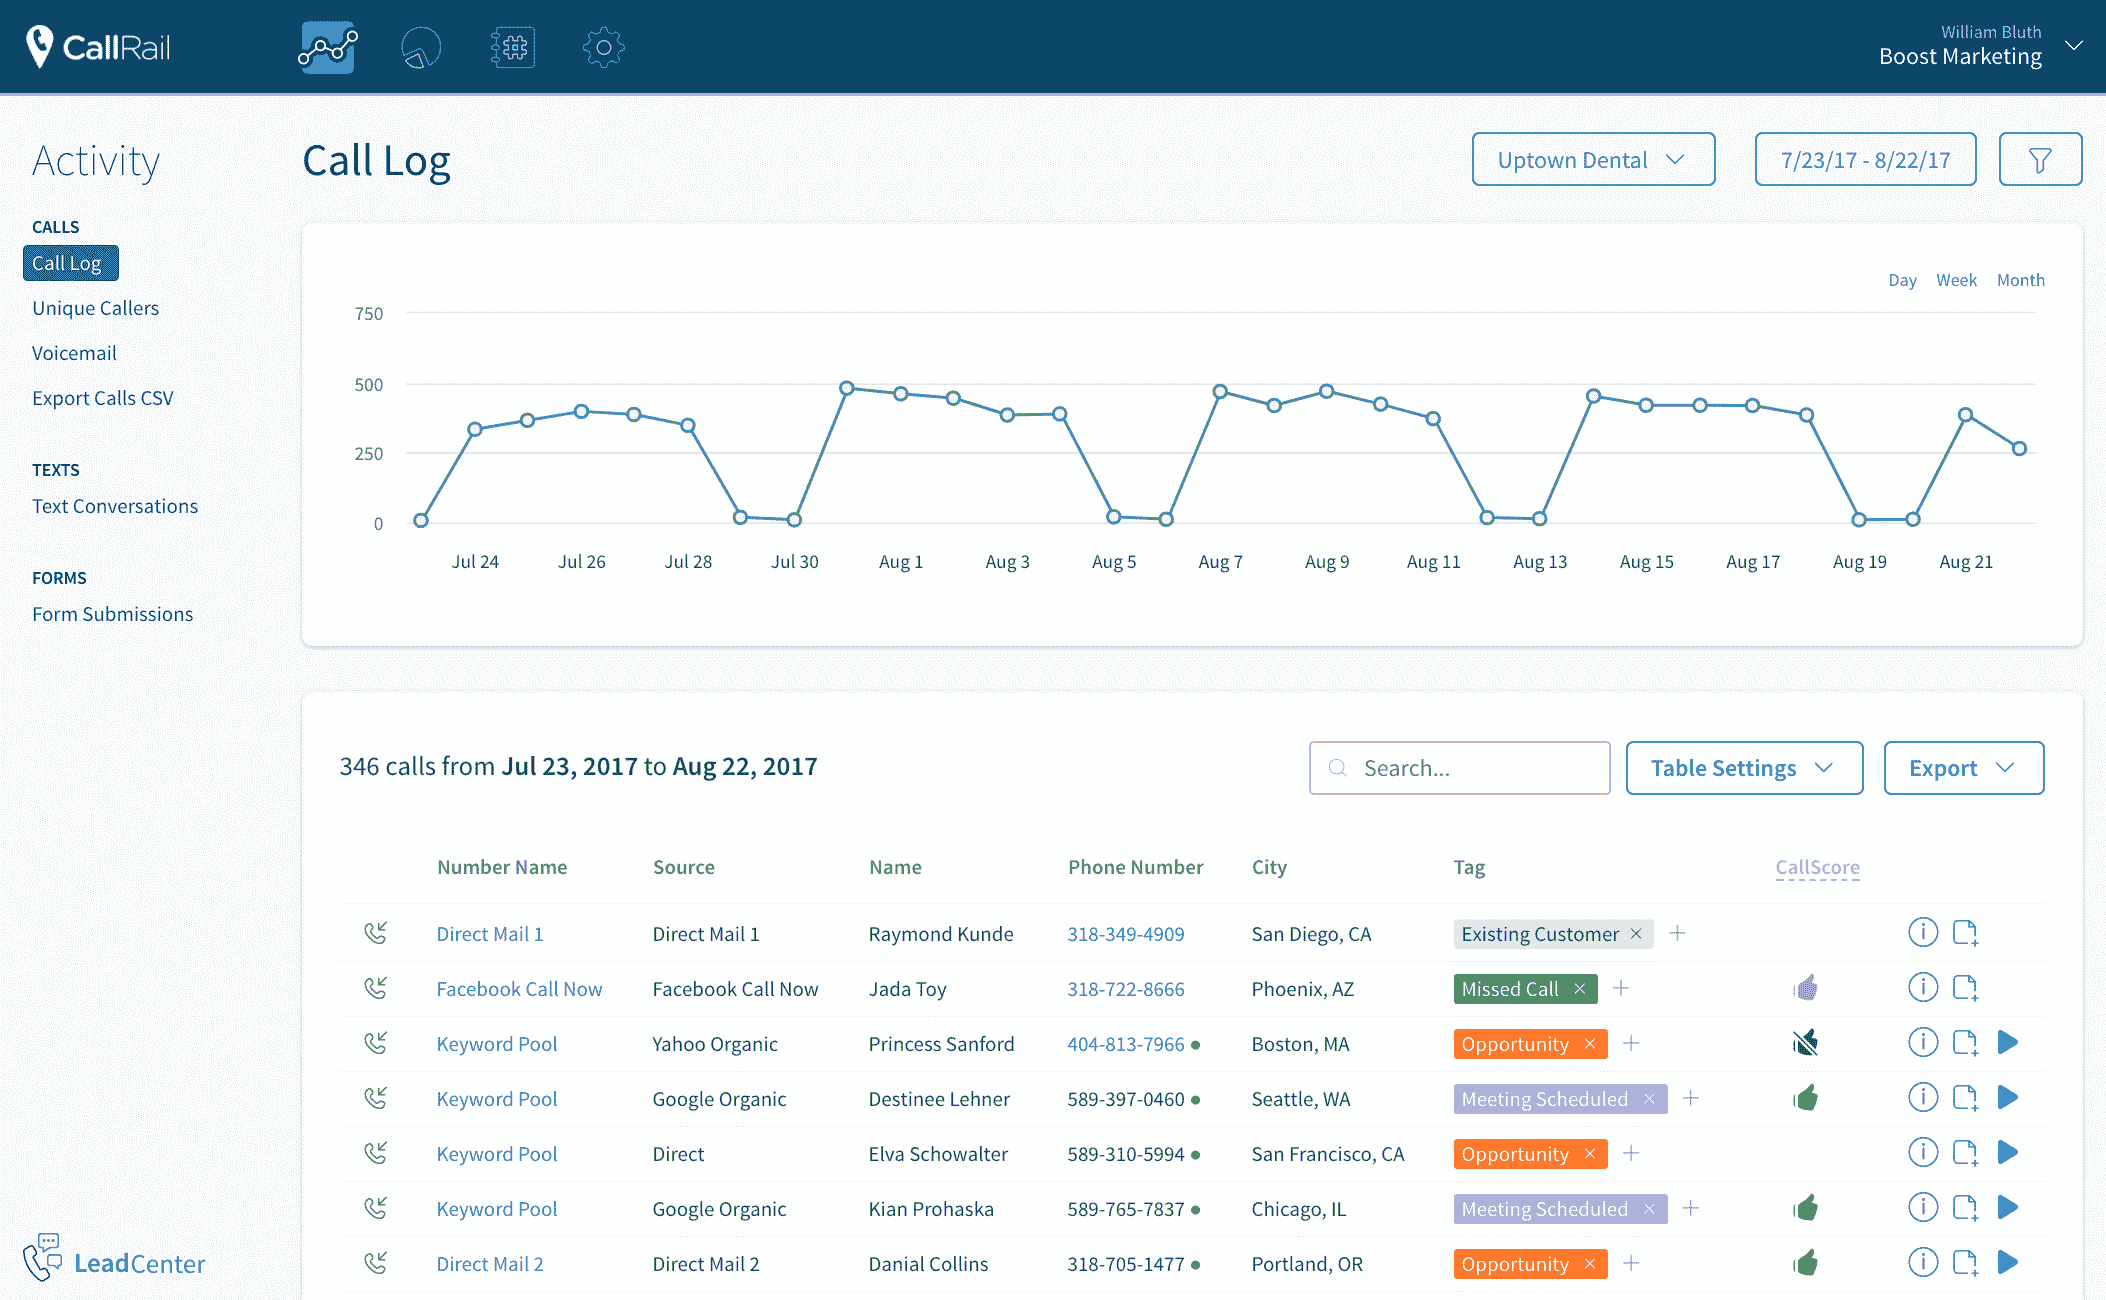 CallRail
William Bluth
Boost Marketing
Activity
CALLS
Call Log
Unique Callers
Voicemail
Export Calls CSV
TEXTS
Text Conversations
FORMS
Form Submissions
LeadCenter
Call Log
Uptown Dental
7/23/17 - 8/22/17
Day Week Month
750
500
250
0
Jul 24 Jul 26 Jul 28 Jul 30 Aug 1 Aug 3 Aug 5 Aug 7 Aug 9 Aug 11 Aug 13 Aug 15 Aug 17 Aug 19 Aug 21
346 calls from Jul 23, 2017 to Aug 22, 2017
Search...
Table Settings
Export
Number Name Source Name Phone Number City Tag CallScore
Direct Mail 1 Direct Mail 1 Raymond Kunde 318-349-4909 San Diego, CA Existing Customer × +
Facebook Call Now Facebook Call Now Jada Toy 318-722-8666 Phoenix, AZ Missed Call × +
Keyword Pool Yahoo Organic Princess Sanford 404-813-7966 Boston, MA Opportunity × +
Keyword Pool Google Organic Destinee Lehner 589-397-0460 Seattle, WA Meeting Scheduled × +
Keyword Pool Direct Elva Schowalter 589-310-5994 San Francisco, CA Opportunity × +
Keyword Pool Google Organic Kian Prohaska 589-765-7837 Chicago, IL Meeting Scheduled × +
Direct Mail 2 Direct Mail 2 Danial Collins 318-705-1477 Portland, OR Opportunity × +